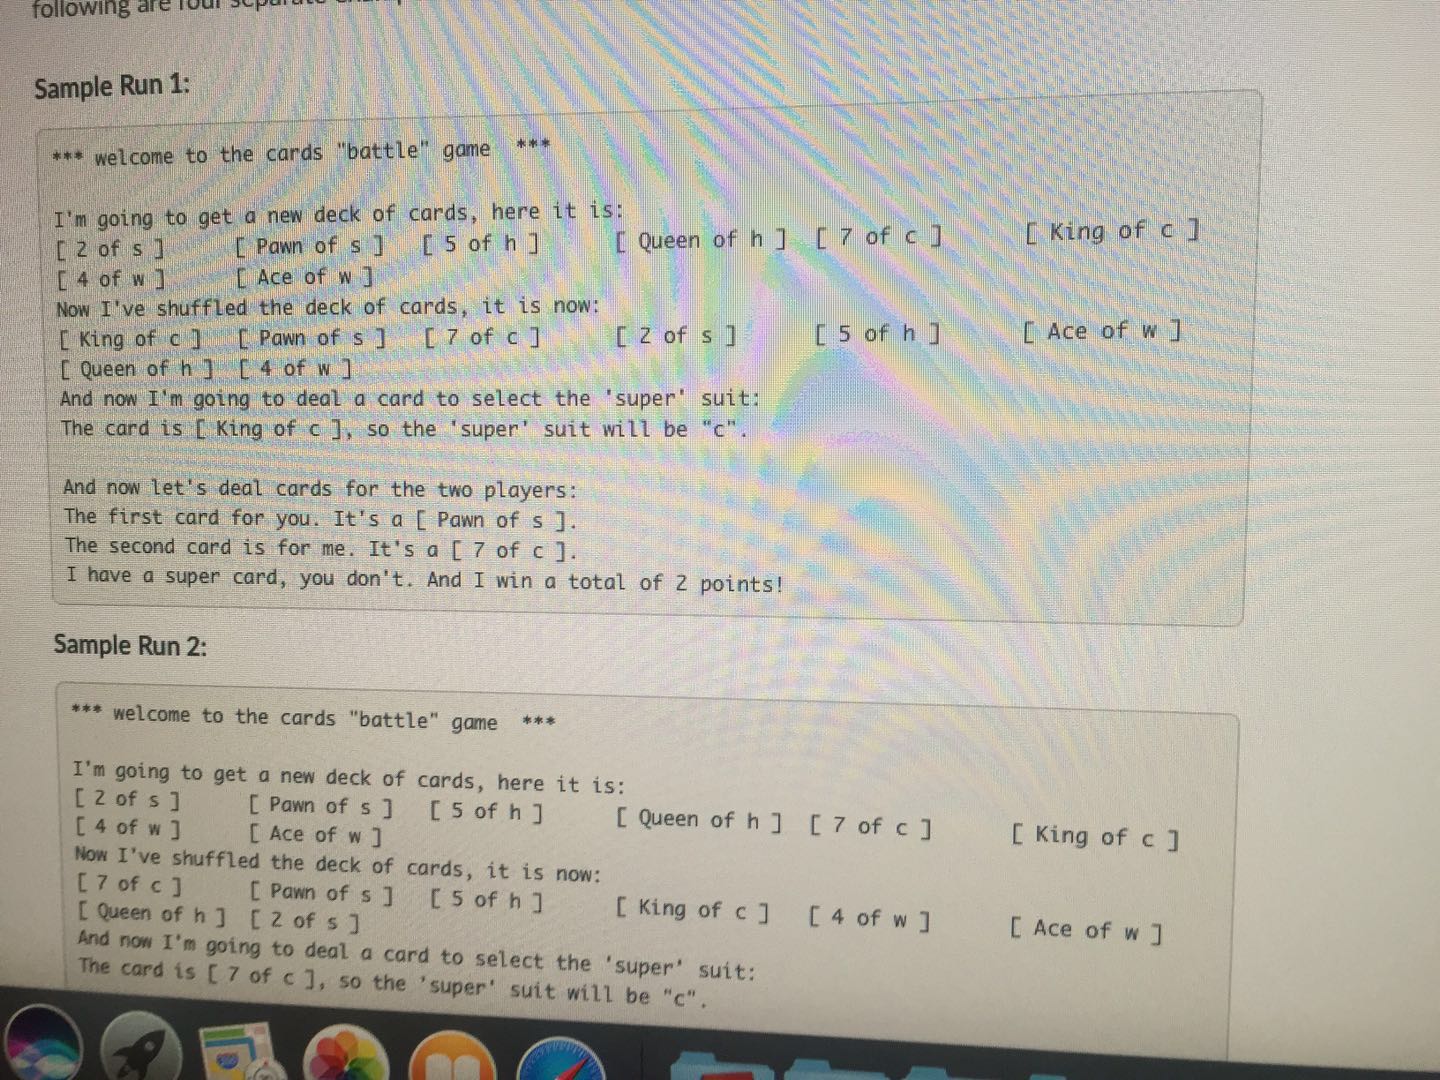 following are four separate
Sample Run 1:
*** welcome to the cards "battle" game ***
I'm going to get a new deck of cards, here it is:
[ 2 of s ] [ Pawn of s ] [ 5 of h ] [ Queen of h ] [ 7 of c ] [ King of c ]
[ 4 of w ] [ Ace of w ]
Now I've shuffled the deck of cards, it is now:
[ King of c ] [ Pawn of s ] [ 7 of c ] [ 2 of s ] [ 5 of h ] [ Ace of w ]
[ Queen of h ] [ 4 of w ]
And now I'm going to deal a card to select the 'super' suit:
The card is [ King of c ], so the 'super' suit will be "c".
And now let's deal cards for the two players:
The first card for you. It's a [ Pawn of s ].
The second card is for me. It's a [ 7 of c ].
I have a super card, you don't. And I win a total of 2 points!
Sample Run 2:
*** welcome to the cards "battle" game ***
I'm going to get a new deck of cards, here it is:
[ 2 of s ] [ Pawn of s ] [ 5 of h ] [ Queen of h ] [ 7 of c ] [ King of c ]
[ 4 of w ] [ Ace of w ]
Now I've shuffled the deck of cards, it is now:
[ 7 of c ] [ Pawn of s ] [ 5 of h ] [ King of c ] [ 4 of w ] [ Ace of w ]
[ Queen of h ] [ 2 of s ]
And now I'm going to deal a card to select the 'super' suit:
The card is [ 7 of c ], so the 'super' suit will be "c".